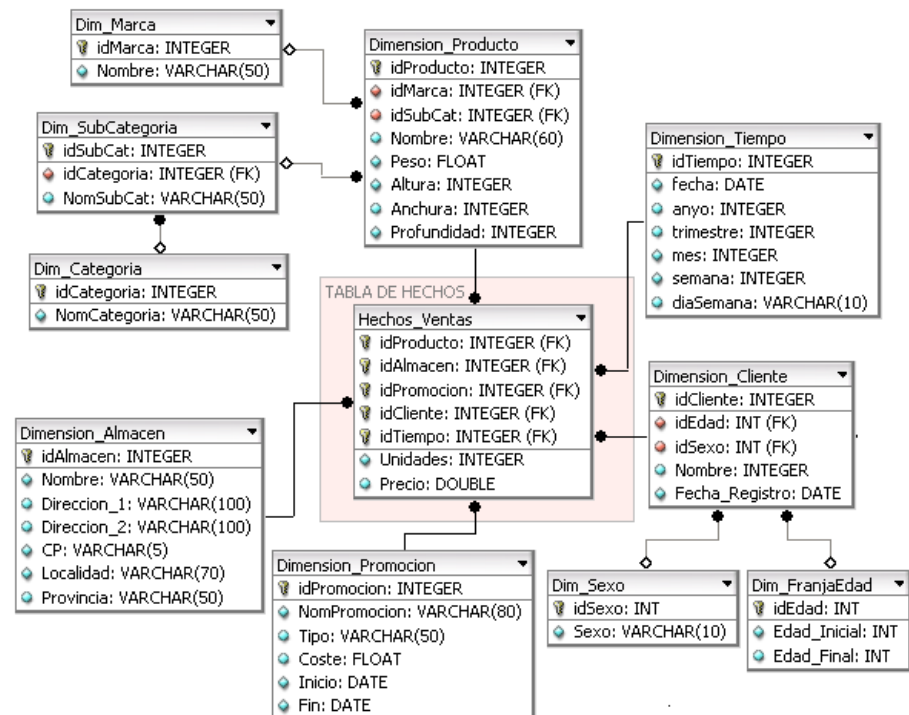 Dim_Marca
idMarca: INTEGER
Nombre: VARCHAR(50)
Dimension_Producto
idProducto: INTEGER
idMarca: INTEGER (FK)
idSubCat: INTEGER (FK)
Nombre: VARCHAR(60)
Peso: FLOAT
Altura: INTEGER
Anchura: INTEGER
Profundidad: INTEGER
Dim_SubCategoria
idSubCat: INTEGER
idCategoria: INTEGER (FK)
NomSubCat: VARCHAR(50)
Dimension_Tiempo
idTiempo: INTEGER
fecha: DATE
anyo: INTEGER
trimestre: INTEGER
mes: INTEGER
semana: INTEGER
diaSemana: VARCHAR(10)
Dim_Categoria
idCategoria: INTEGER
NomCategoria: VARCHAR(50)
TABLA DE HECHOS
Hechos_Ventas
idProducto: INTEGER (FK)
idAlmacen: INTEGER (FK)
idPromocion: INTEGER (FK)
idCliente: INTEGER (FK)
idTiempo: INTEGER (FK)
Unidades: INTEGER
Precio: DOUBLE
Dimension_Cliente
idCliente: INTEGER
idEdad: INT (FK)
idSexo: INT (FK)
Nombre: INTEGER
Fecha_Registro: DATE
Dimension_Almacen
idAlmacen: INTEGER
Nombre: VARCHAR(50)
Direccion_1: VARCHAR(100)
Direccion_2: VARCHAR(100)
CP: VARCHAR(5)
Localidad: VARCHAR(70)
Provincia: VARCHAR(50)
Dimension_Promocion
idPromocion: INTEGER
NomPromocion: VARCHAR(80)
Tipo: VARCHAR(50)
Coste: FLOAT
Inicio: DATE
Fin: DATE
Dim_Sexo
idSexo: INT
Sexo: VARCHAR(10)
Dim_FranjaEdad
idEdad: INT
Edad_Inicial: INT
Edad_Final: INT